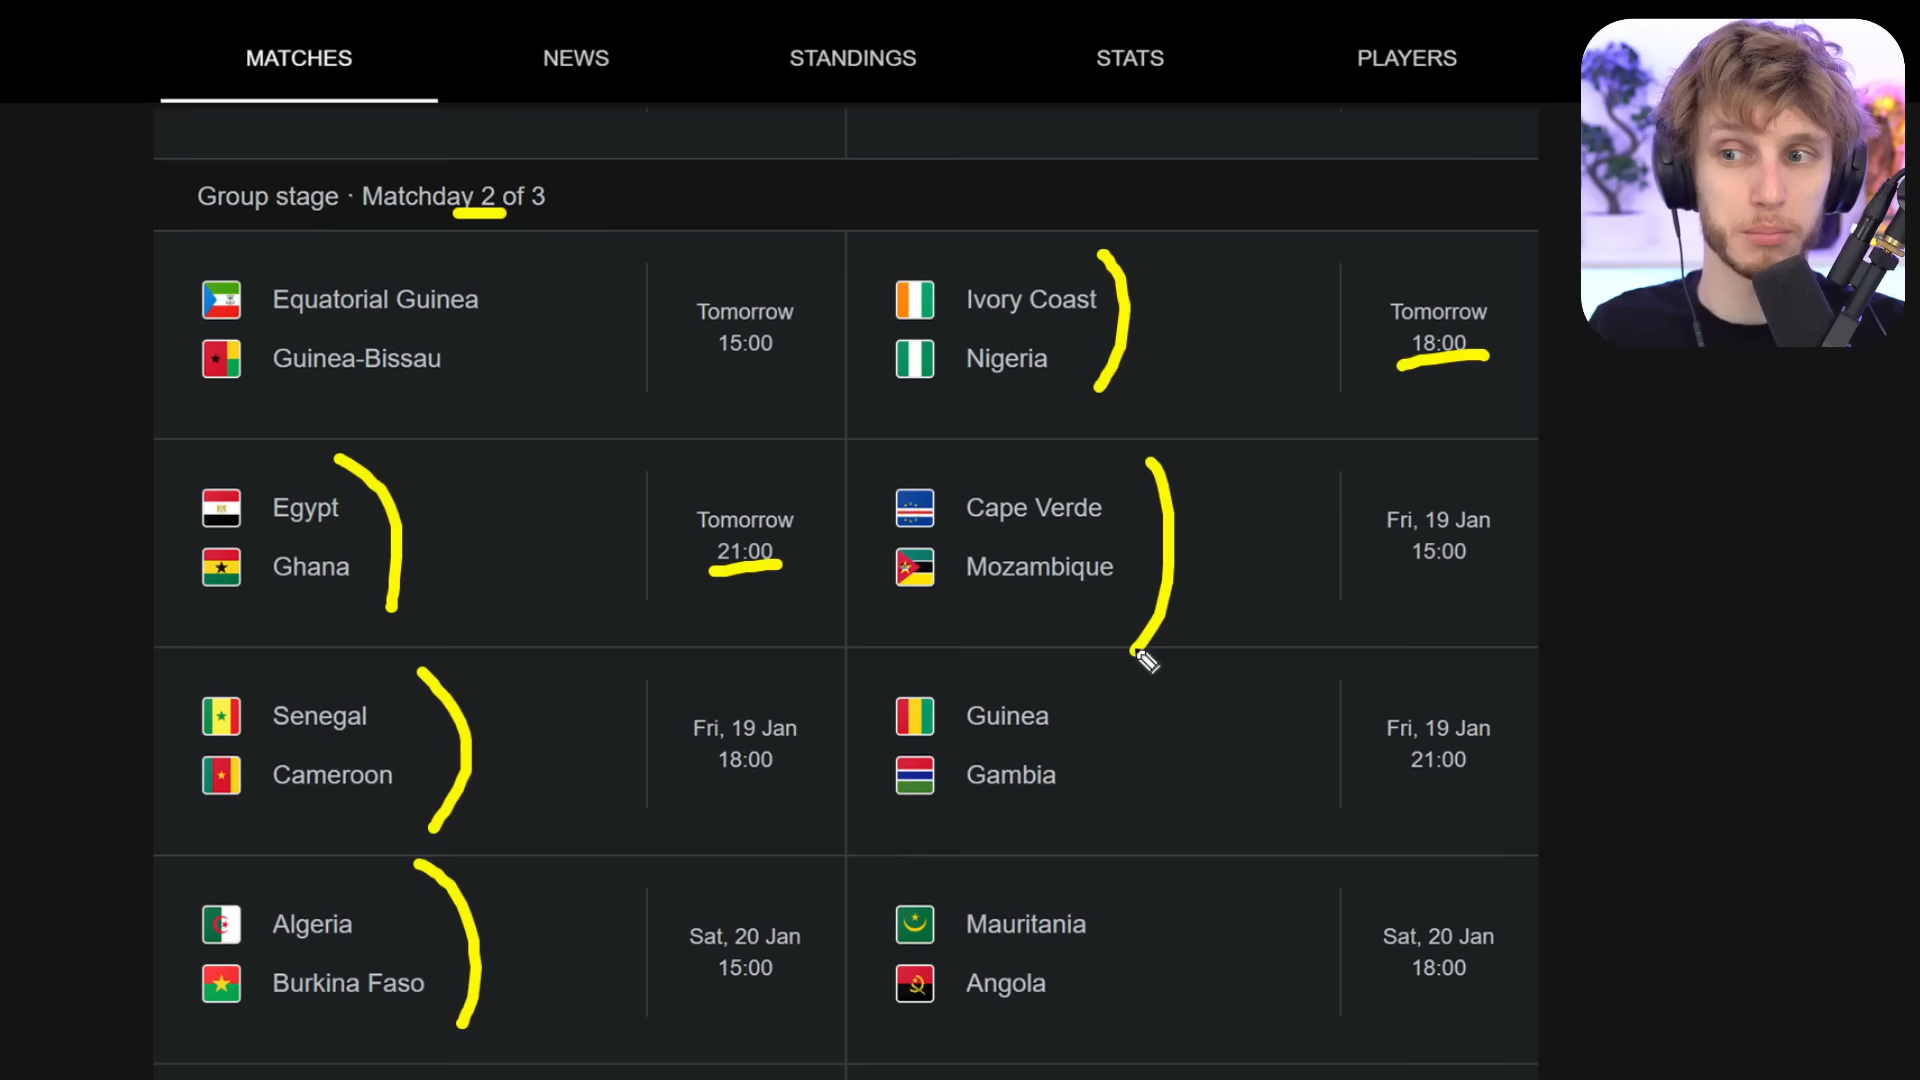 MATCHES NEWS STANDINGS STATS PLAYERS
Group stage · Matchday 2 of 3
Equatorial Guinea
Guinea-Bissau
Tomorrow
15:00
Ivory Coast
Nigeria
Tomorrow
18:00
Egypt
Ghana
Tomorrow
21:00
Cape Verde
Mozambique
Fri, 19 Jan
15:00
Senegal
Cameroon
Fri, 19 Jan
18:00
Guinea
Gambia
Fri, 19 Jan
21:00
Algeria
Burkina Faso
Sat, 20 Jan
15:00
Mauritania
Angola
Sat, 20 Jan
18:00